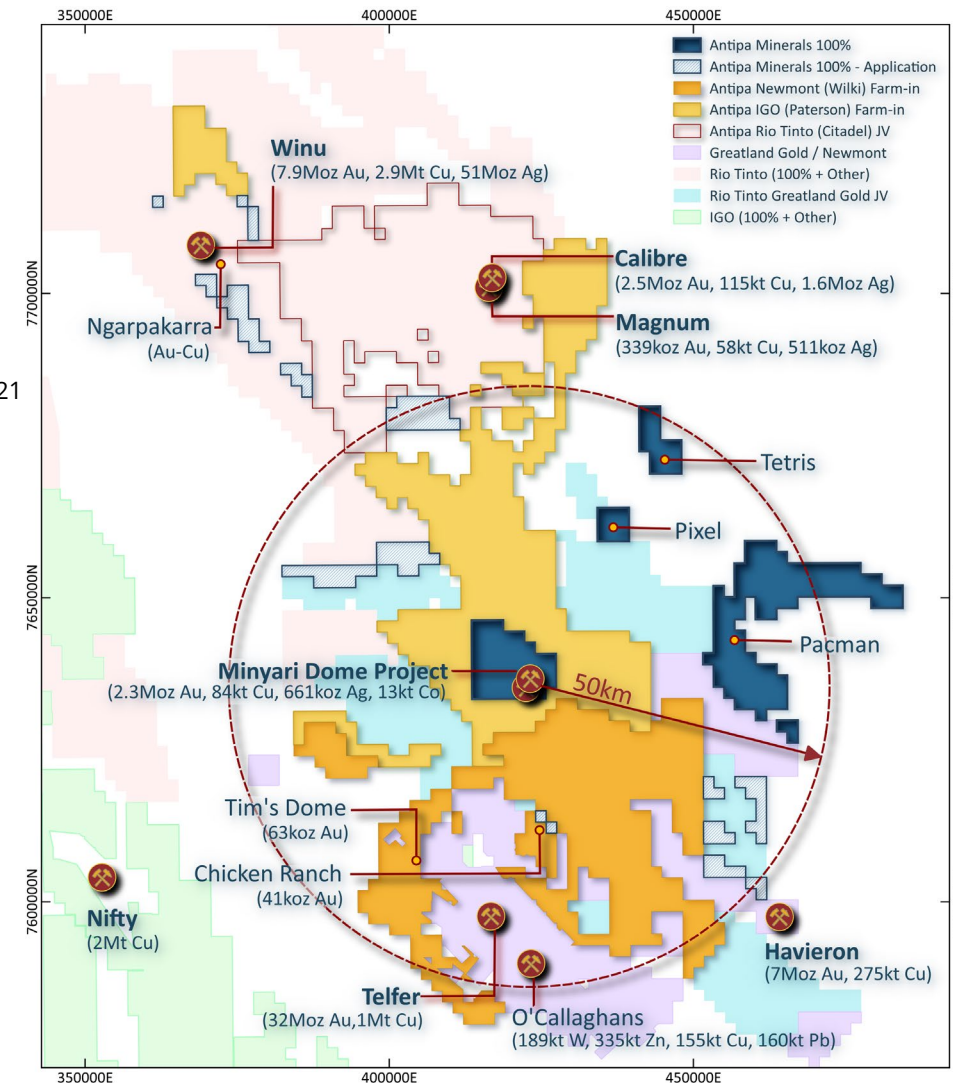 350000E
400000E
450000E
Antipa Minerals 100%
Antipa Minerals 100% - Application
Antipa Newmont (Wilki) Farm-in
Antipa IGO (Paterson) Farm-in
Antipa Rio Tinto (Citadel) JV
Greatland Gold / Newmont
Rio Tinto (100% + Other)
Rio Tinto Greatland Gold JV
IGO (100% + Other)
Winu
(7.9Moz Au, 2.9Mt Cu, 51Moz Ag)
Calibre
(2.5Moz Au, 115kt Cu, 1.6Moz Ag)
7700000N
7700000N
Ngarpakarra
(Au-Cu)
Magnum
(339koz Au, 58kt Cu, 511koz Ag)
21
Tetris
Pixel
7650000N
7650000N
Pacman
Minyari Dome Project
(2.3Moz Au, 84kt Cu, 661koz Ag, 13kt Co)
50km
Tim's Dome
(63koz Au)
Chicken Ranch
(41koz Au)
7600000N
7600000N
Nifty
(2Mt Cu)
Havieron
(7Moz Au, 275kt Cu)
Telfer
(32Moz Au,1Mt Cu)
O'Callaghans
(189kt W, 335kt Zn, 155kt Cu, 160kt Pb)
350000E
400000E
450000E